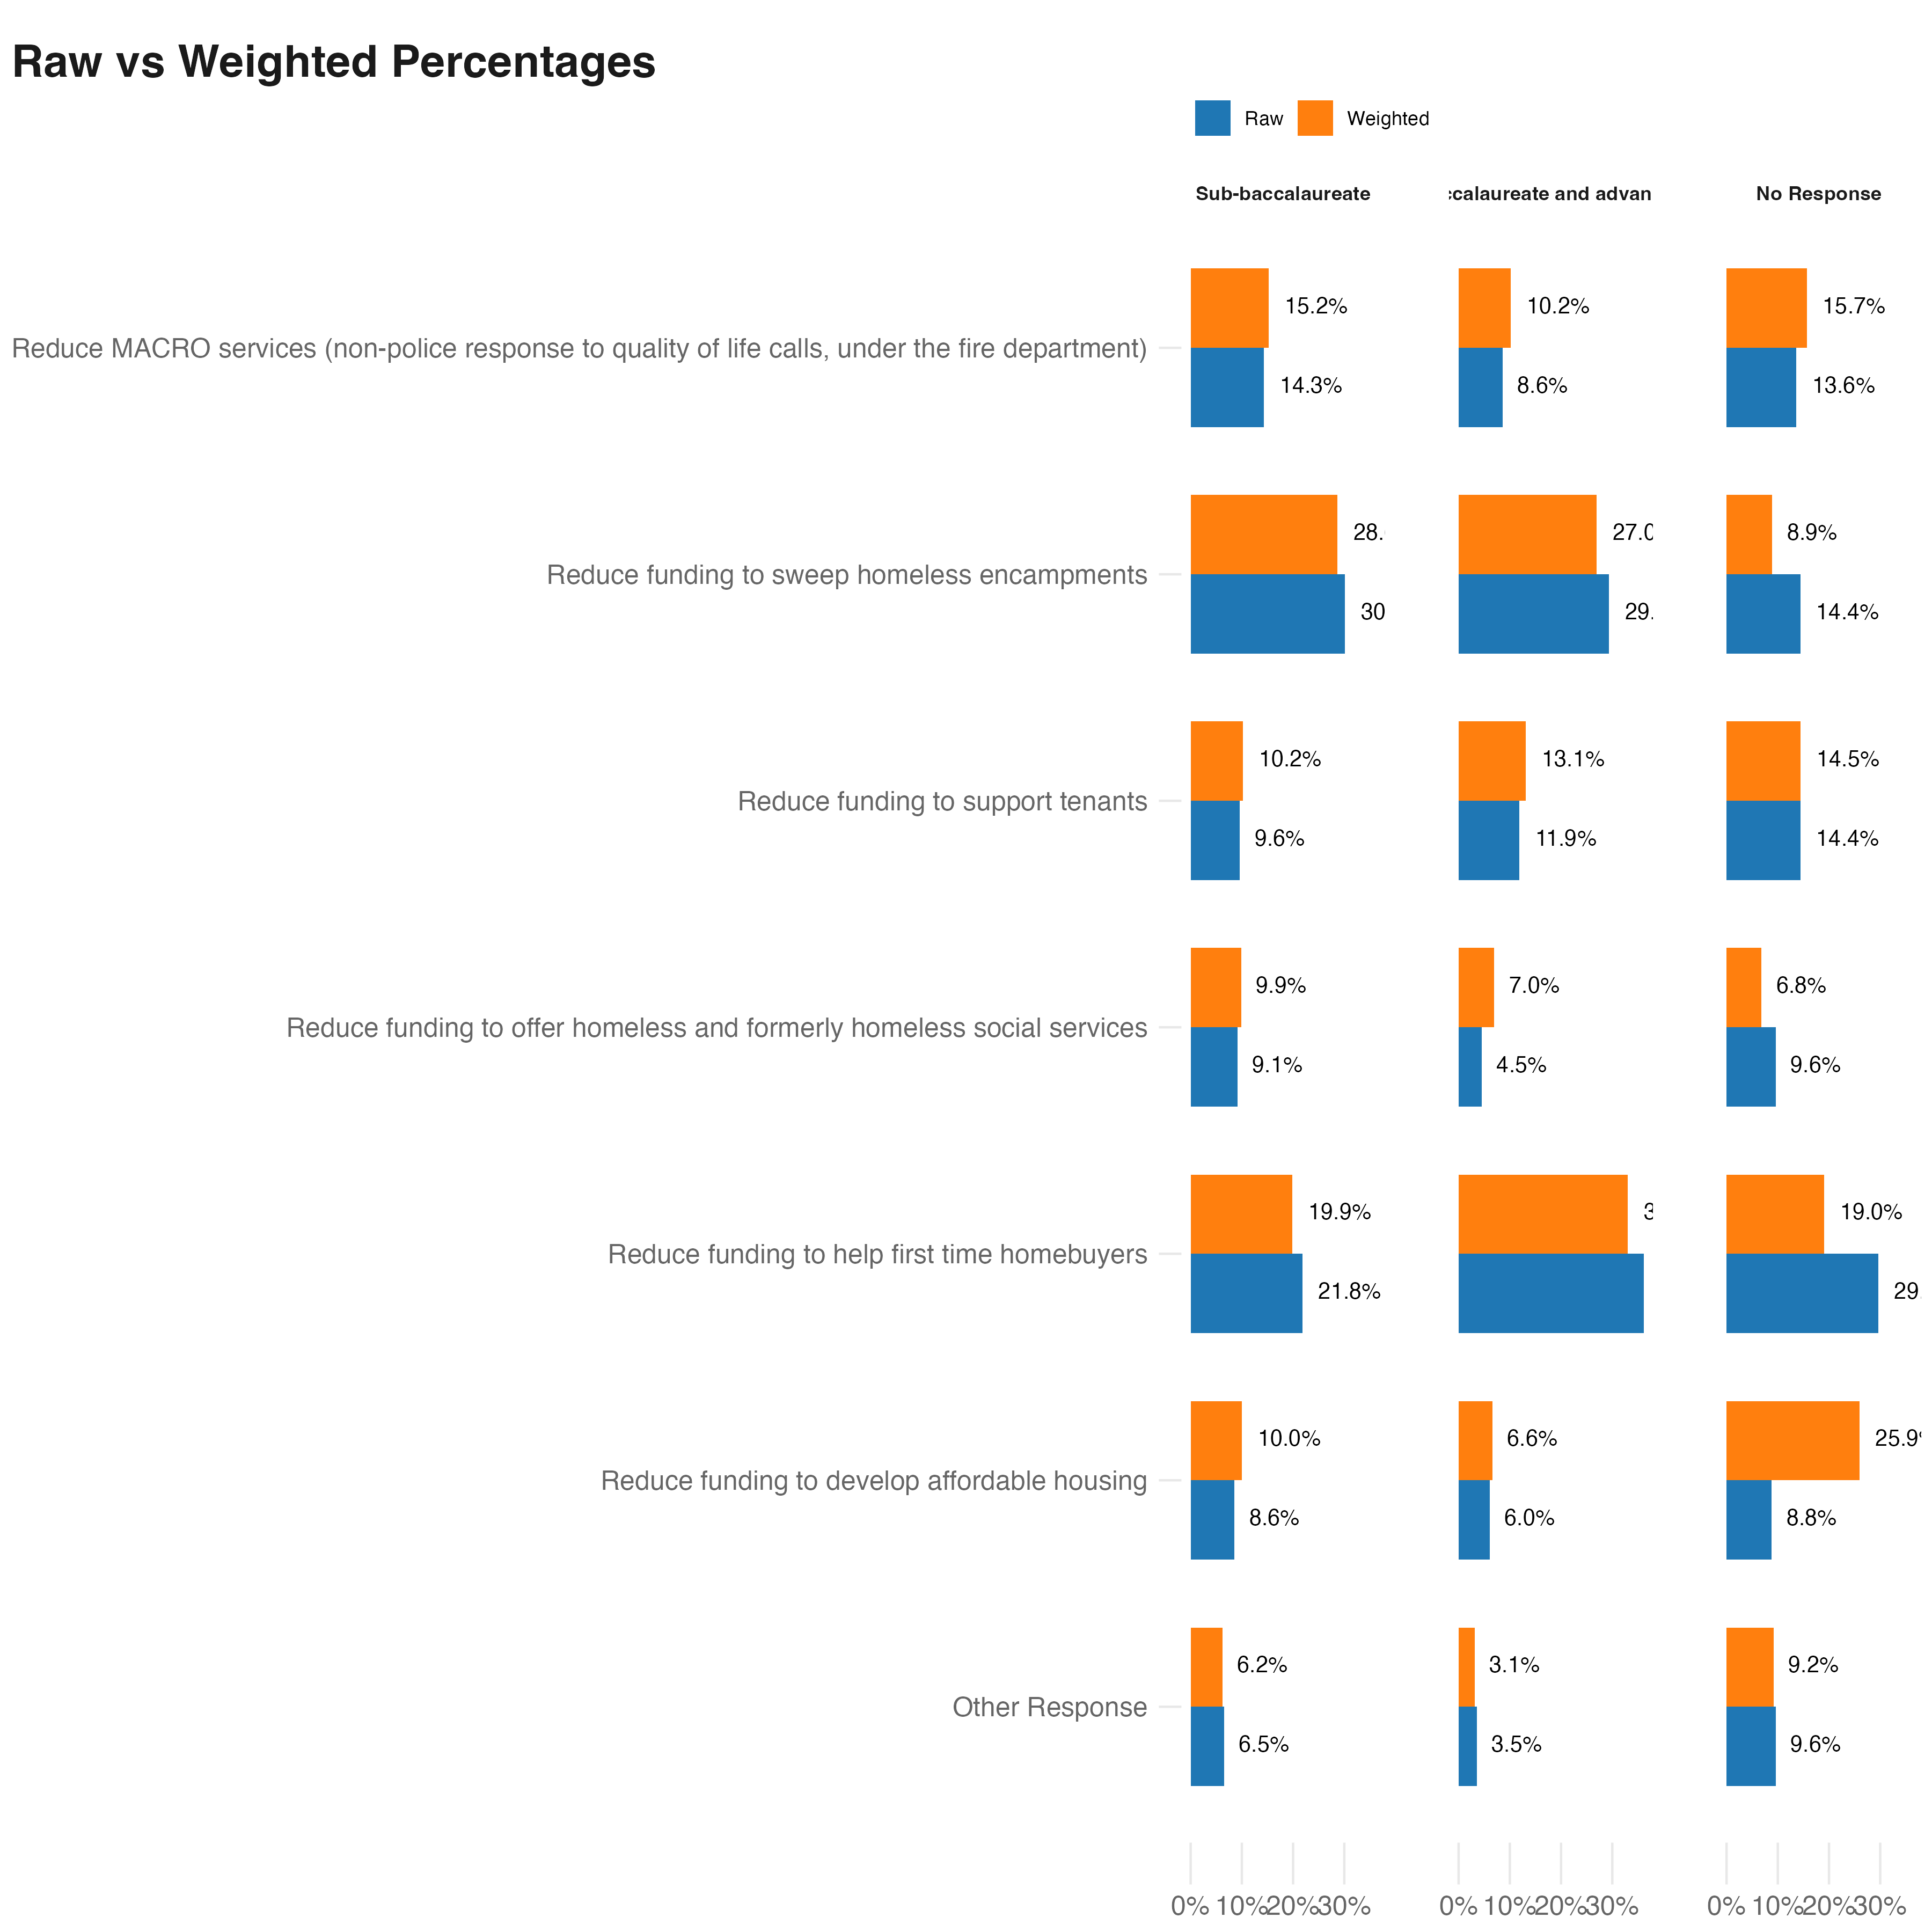 Raw vs Weighted Percentages
Raw Weighted
Sub-baccalaureate ccalaureate and advan No Response
15.2% 10.2% 15.7%
Reduce MACRO services (non-police response to quality of life calls, under the fire department)
14.3% 8.6% 13.6%
28. 27.0 8.9%
Reduce funding to sweep homeless encampments
30 29. 14.4%
10.2% 13.1% 14.5%
Reduce funding to support tenants
9.6% 11.9% 14.4%
9.9% 7.0% 6.8%
Reduce funding to offer homeless and formerly homeless social services
9.1% 4.5% 9.6%
19.9% 3 19.0%
Reduce funding to help first time homebuyers
21.8% 29.
10.0% 6.6% 25.9%
Reduce funding to develop affordable housing
8.6% 6.0% 8.8%
6.2% 3.1% 9.2%
Other Response
6.5% 3.5% 9.6%
0% 10% 20% 30% 0% 10% 20% 30% 0% 10% 20% 30%